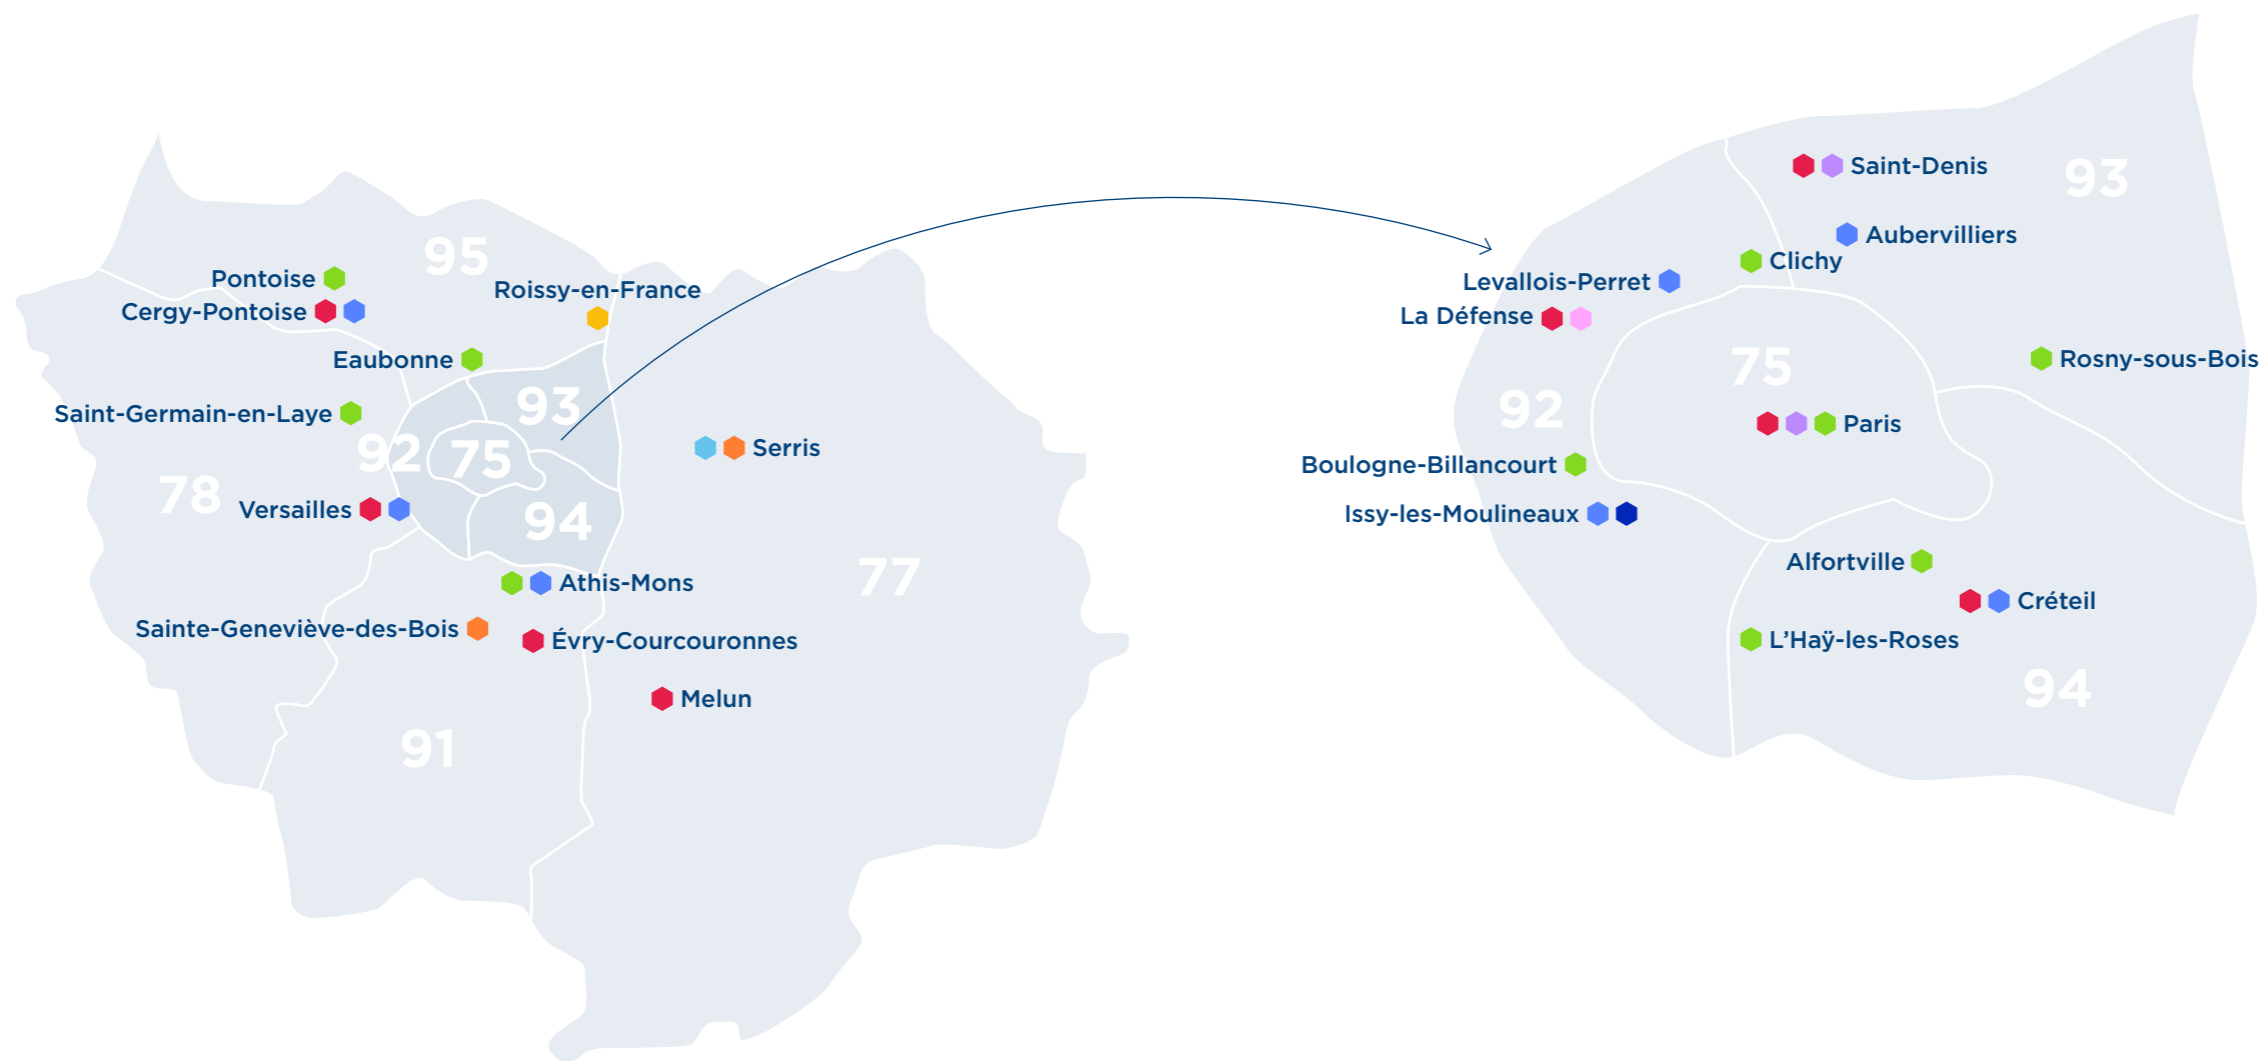 95
Pontoise
Roissy-en-France
Cergy-Pontoise
Eaubonne
93
Saint-Germain-en-Laye
92
75
Serris
78
Versailles
94
77
Athis-Mons
Sainte-Geneviève-des-Bois
Évry-Courcouronnes
Melun
91
Saint-Denis
93
Aubervilliers
Clichy
Levallois-Perret
La Défense
Rosny-sous-Bois
75
92
Paris
Boulogne-Billancourt
Issy-les-Moulineaux
Alfortville
Créteil
L’Haÿ-les-Roses
94